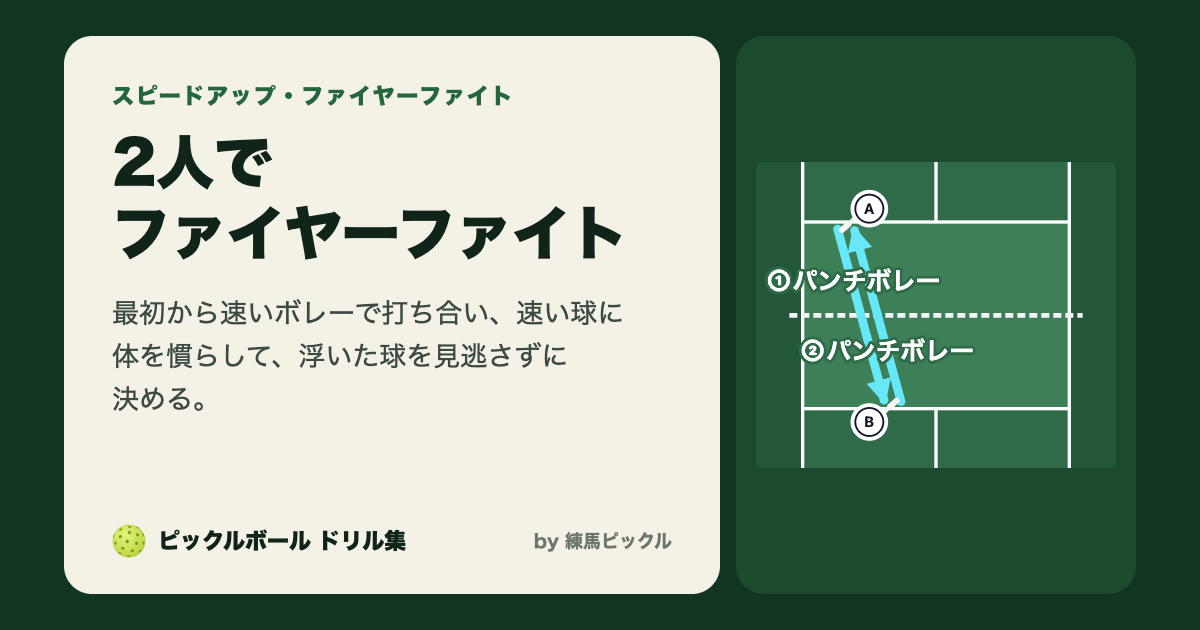 スピードアップ・ファイヤーファイト
2人で
ファイヤーファイト
最初から速いボレーで打ち合い、速い球に
体を慣らして、浮いた球を見逃さずに
決める。
ピックルボール ドリル集
by 練馬ピックル
A
①パンチボレー
②パンチボレー
B